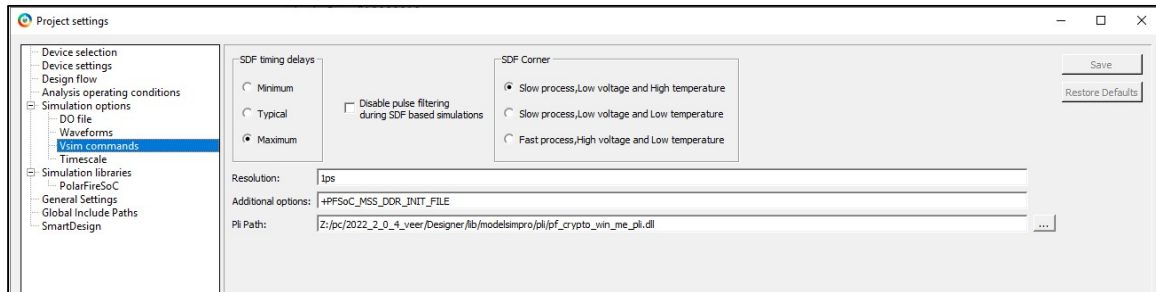 Project settings
Device selection
Device settings
Design flow
Analysis operating conditions
Simulation options
DO file
Waveforms
Vsim commands
Timescale
Simulation libraries
PolarFireSoC
General Settings
Global Include Paths
SmartDesign
SDF timing delays
Minimum
Typical
Maximum
Disable pulse filtering
during SDF based simulations
SDF Corner
Slow process,Low voltage and High temperature
Slow process,Low voltage and Low temperature
Fast process,High voltage and Low temperature
Save
Restore Defaults
Resolution: 1ps
Additional options: +PFSoC_MSS_DDR_INIT_FILE
Pli Path: Z:/pc/2022_2_0_4_veer/Designer/lib/modelsimpro/pli/pf_crypto_win_me_pli.dll ...